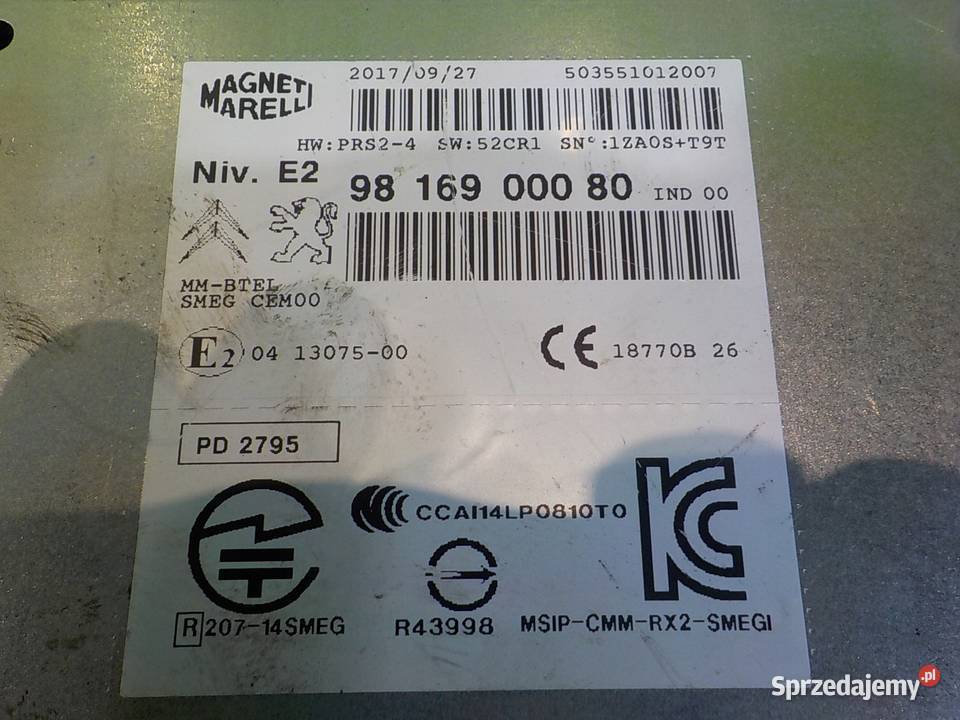 MAGNETI MARELLI
2017/09/27 503551012007
HW:PRS2-4 SW:52CR1 SN°:1ZA0S+T9T
Niv. E2 98 169 000 80 IND 00
MM-BTEL
SMEG CEM00
E2 04 13075-00 CE 18770B 26
PD 2795
CCAI14LP0810T0
R 207-14SMEG R43998 MSIP-CMM-RX2-SMEGI
Sprzedajemy.pl